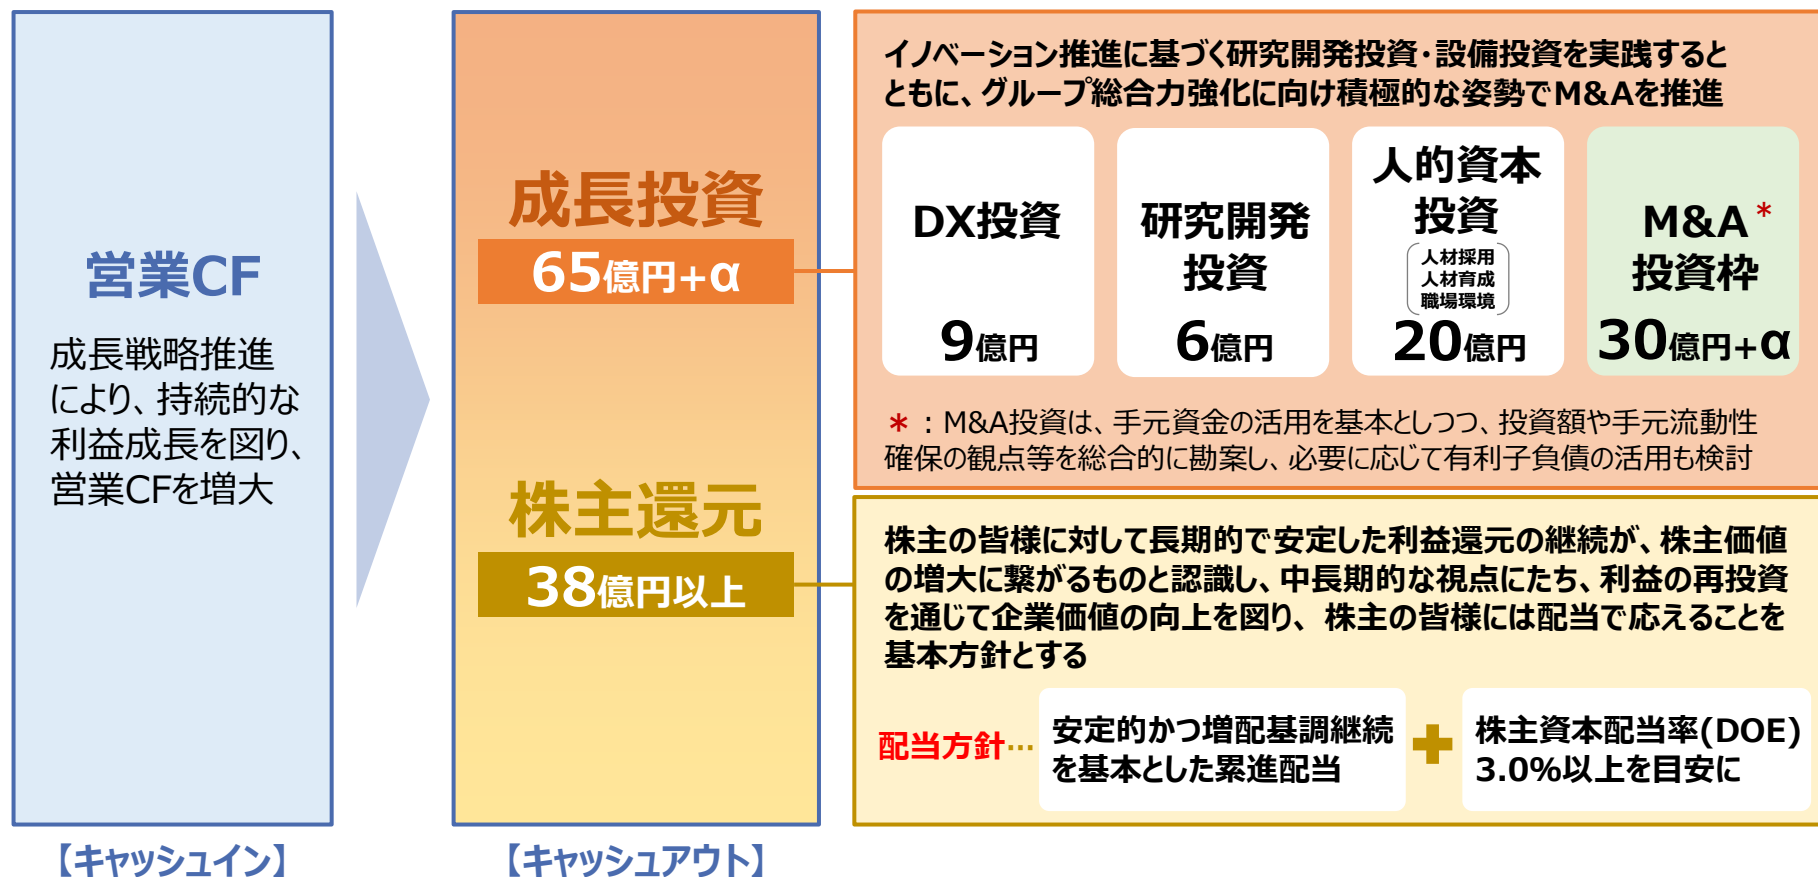 営業CF
成長戦略推進
により、持続的な
利益成長を図り、
営業CFを増大
【キャッシュイン】
成長投資
65億円+α
株主還元
38億円以上
【キャッシュアウト】
イノベーション推進に基づく研究開発投資・設備投資を実践すると
ともに、グループ総合力強化に向け積極的な姿勢でM&Aを推進
DX投資
9億円
研究開発
投資
6億円
人的資本
投資
人材採用
人材育成
職場環境
20億円
M&A*
投資枠
30億円+α
*：M&A投資は、手元資金の活用を基本としつつ、投資額や手元流動性
確保の観点等を総合的に勘案し、必要に応じて有利子負債の活用も検討
株主の皆様に対して長期的で安定した利益還元の継続が、株主価値
の増大に繋がるものと認識し、中長期的な視点にたち、利益の再投資
を通じて企業価値の向上を図り、株主の皆様には配当で応えることを
基本方針とする
配当方針…
安定的かつ増配基調継続
を基本とした累進配当
株主資本配当率(DOE)
3.0%以上を目安に